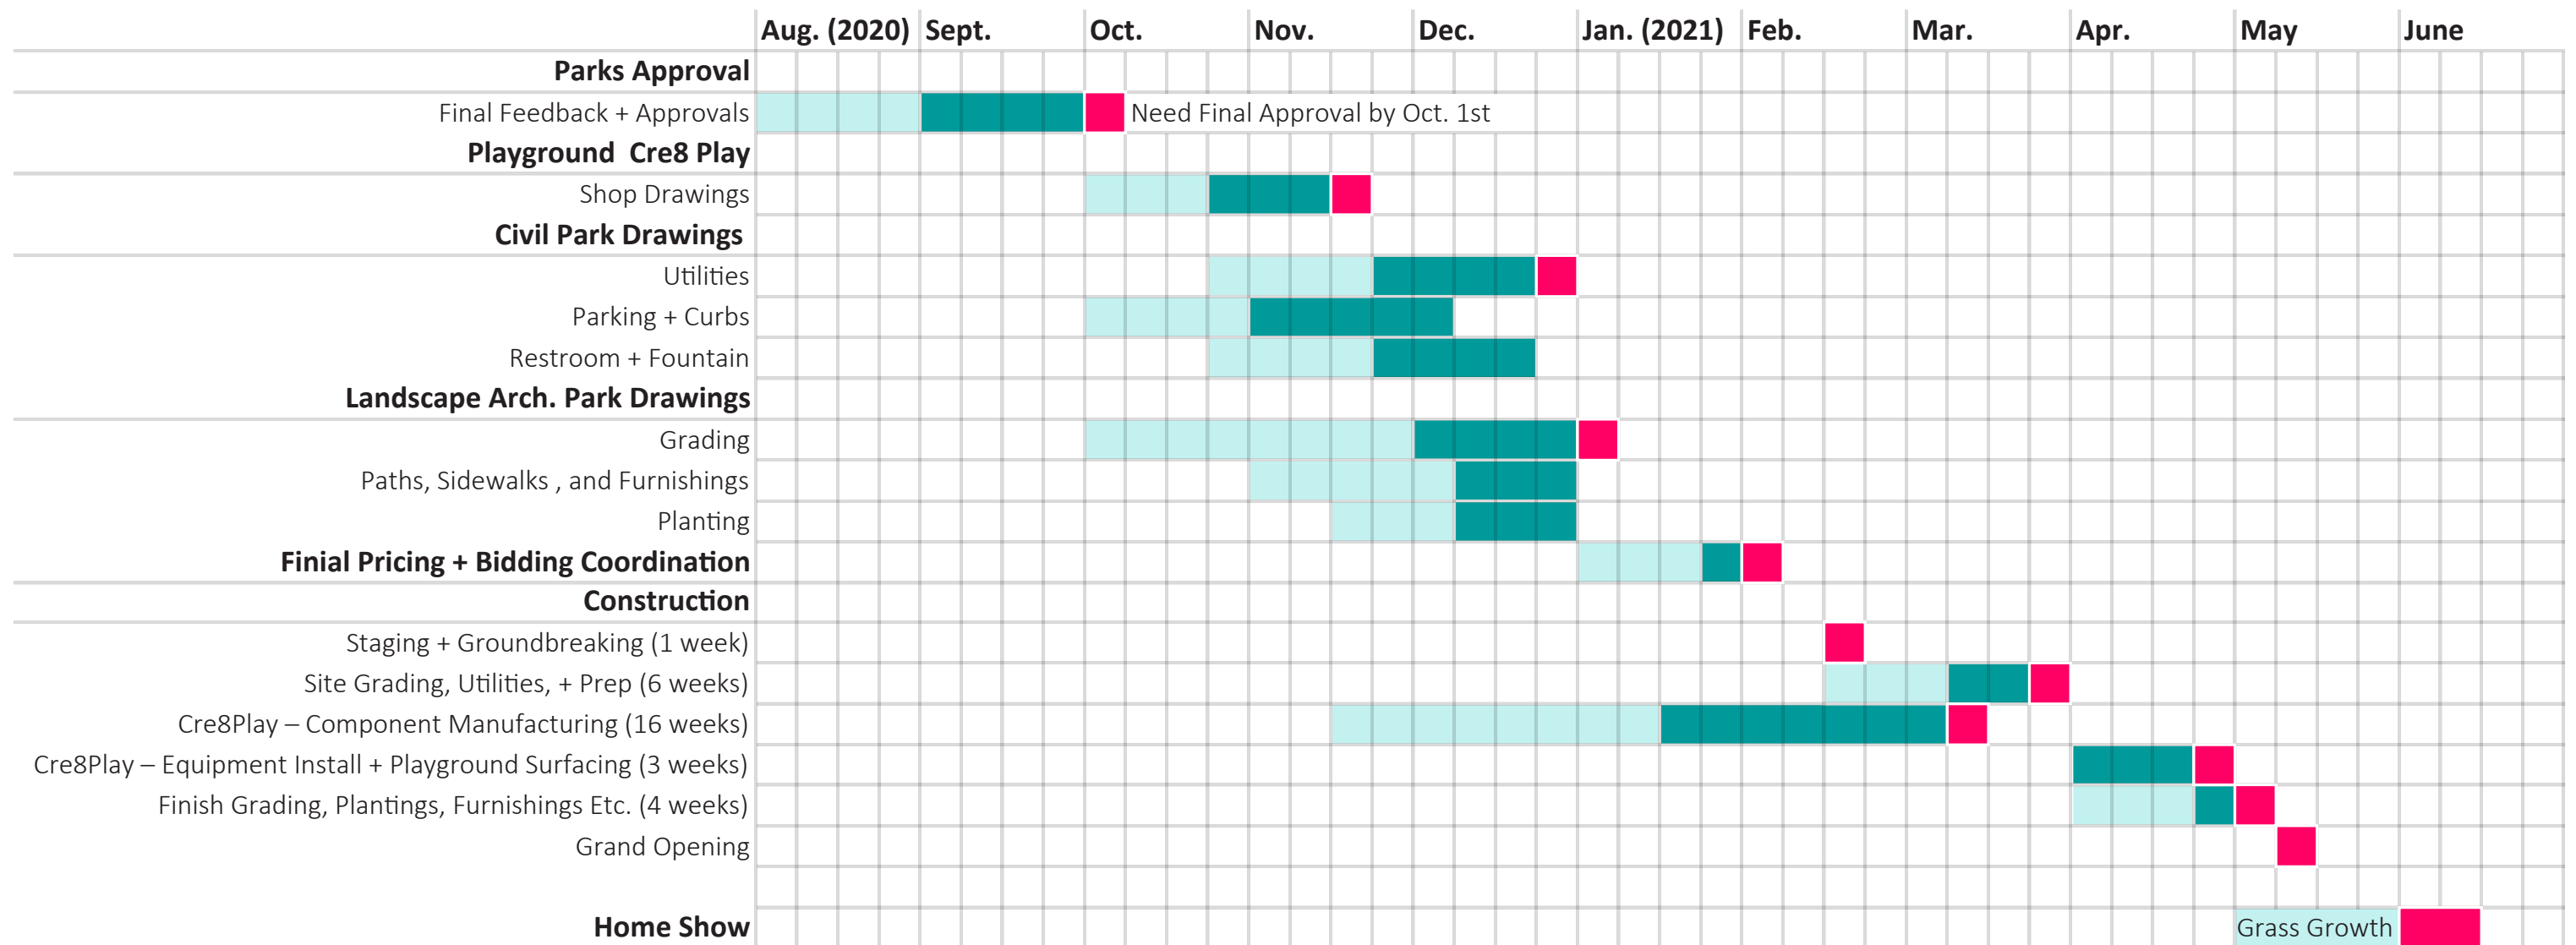 Aug. (2020) Sept. Oct. Nov. Dec. Jan. (2021) Feb. Mar. Apr. May June
Parks Approval
Final Feedback + Approvals Need Final Approval by Oct. 1st
Playground  Cre8 Play
Shop Drawings
Civil Park Drawings
Utilities
Parking + Curbs
Restroom + Fountain
Landscape Arch. Park Drawings
Grading
Paths, Sidewalks , and Furnishings
Planting
Finial Pricing + Bidding Coordination
Construction
Staging + Groundbreaking (1 week)
Site Grading, Utilities, + Prep (6 weeks)
Cre8Play – Component Manufacturing (16 weeks)
Cre8Play – Equipment Install + Playground Surfacing (3 weeks)
Finish Grading, Plantings, Furnishings Etc. (4 weeks)
Grand Opening
Home Show Grass Growth